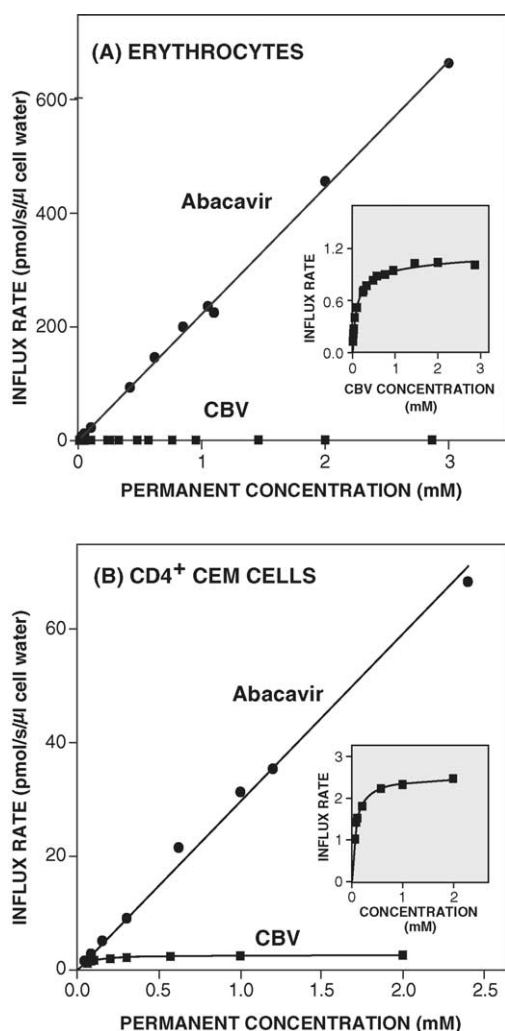 (A) ERYTHROCYTES
INFLUX RATE (pmol/s/µl cell water)
600
400
200
0
Abacavir
CBV
0
1
2
3
PERMANENT CONCENTRATION (mM)
INFLUX RATE
1.2
0.6
0.0
0
1
2
3
CBV CONCENTRATION
(mM)
(B) CD4+ CEM CELLS
INFLUX RATE (pmol/s/µl cell water)
60
40
20
0
Abacavir
CBV
0.0
0.5
1.0
1.5
2.0
2.5
PERMANENT CONCENTRATION (mM)
INFLUX RATE
3
2
1
0
0
1
2
CONCENTRATION
(mM)